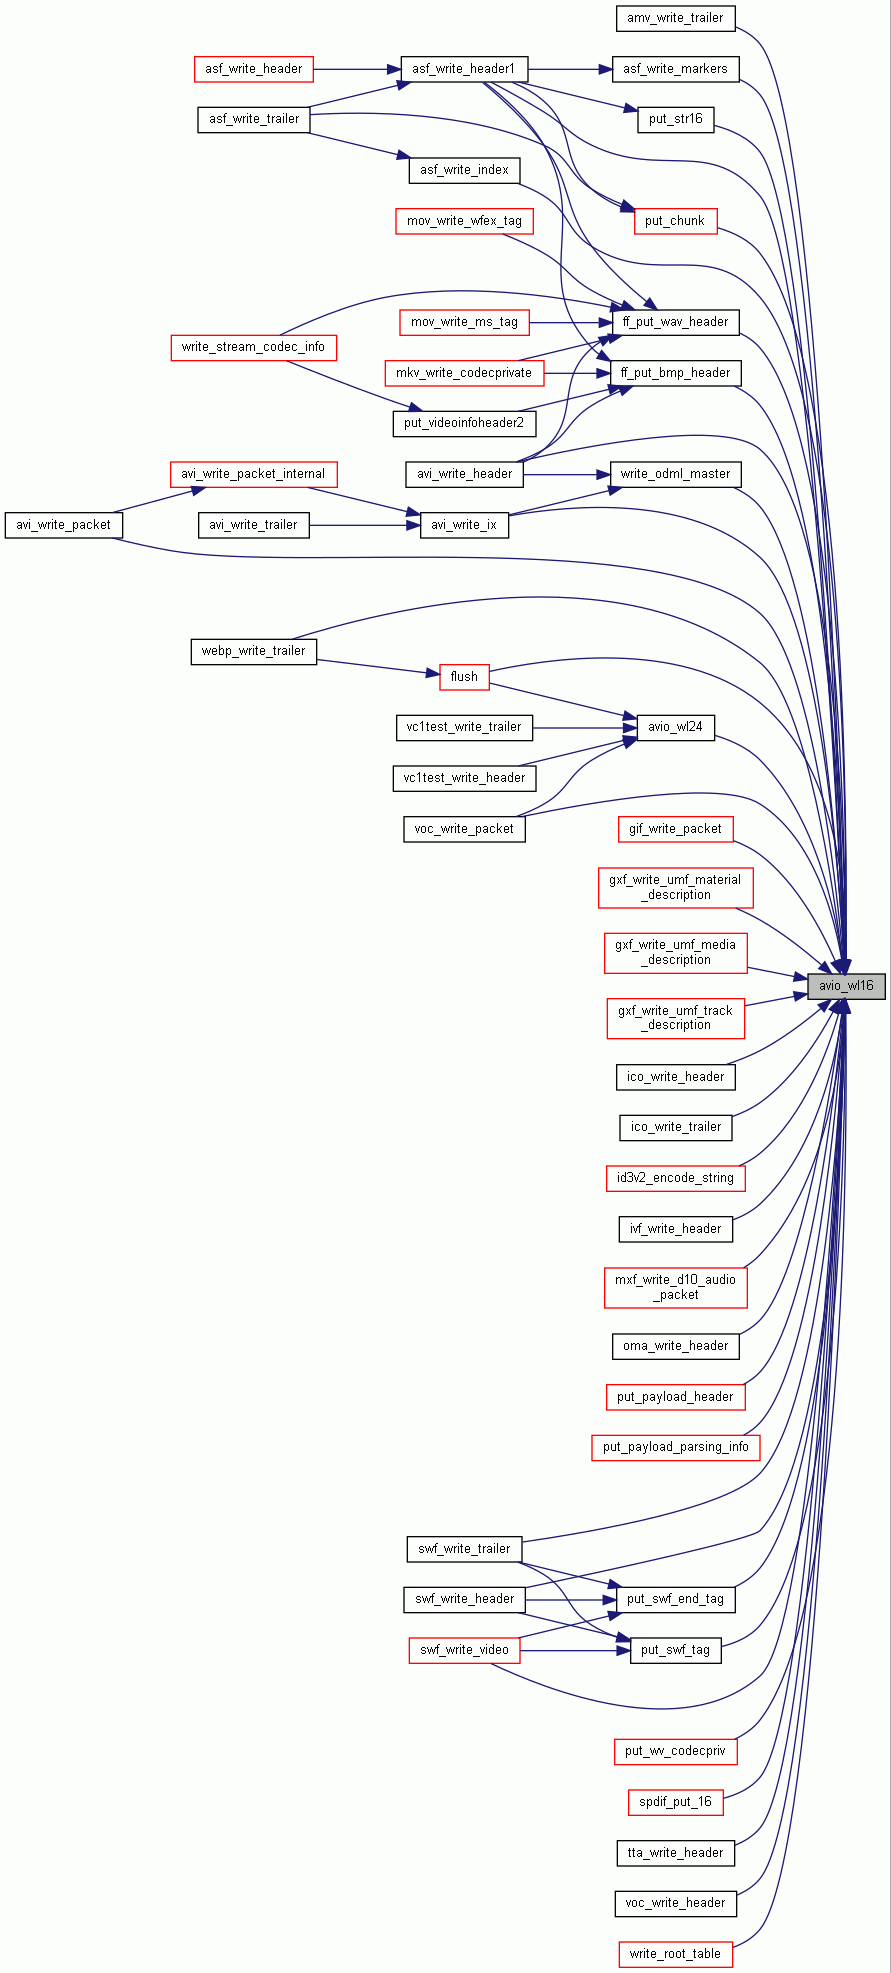 amv_write_trailer
asf_write_header
asf_write_header1
asf_write_markers
asf_write_trailer
put_str16
asf_write_index
mov_write_wfex_tag
put_chunk
mov_write_ms_tag
ff_put_wav_header
write_stream_codec_info
mkv_write_codecprivate
ff_put_bmp_header
put_videoinfoheader2
avi_write_packet_internal
avi_write_header
write_odml_master
avi_write_packet
avi_write_trailer
avi_write_ix
webp_write_trailer
flush
vc1test_write_trailer
avio_wl24
vc1test_write_header
voc_write_packet
gif_write_packet
gxf_write_umf_material
_description
gxf_write_umf_media
_description
avio_wl16
gxf_write_umf_track
_description
ico_write_header
ico_write_trailer
id3v2_encode_string
ivf_write_header
mxf_write_d10_audio
_packet
oma_write_header
put_payload_header
put_payload_parsing_info
swf_write_trailer
swf_write_header
put_swf_end_tag
swf_write_video
put_swf_tag
put_wv_codecpriv
spdif_put_16
tta_write_header
voc_write_header
write_root_table